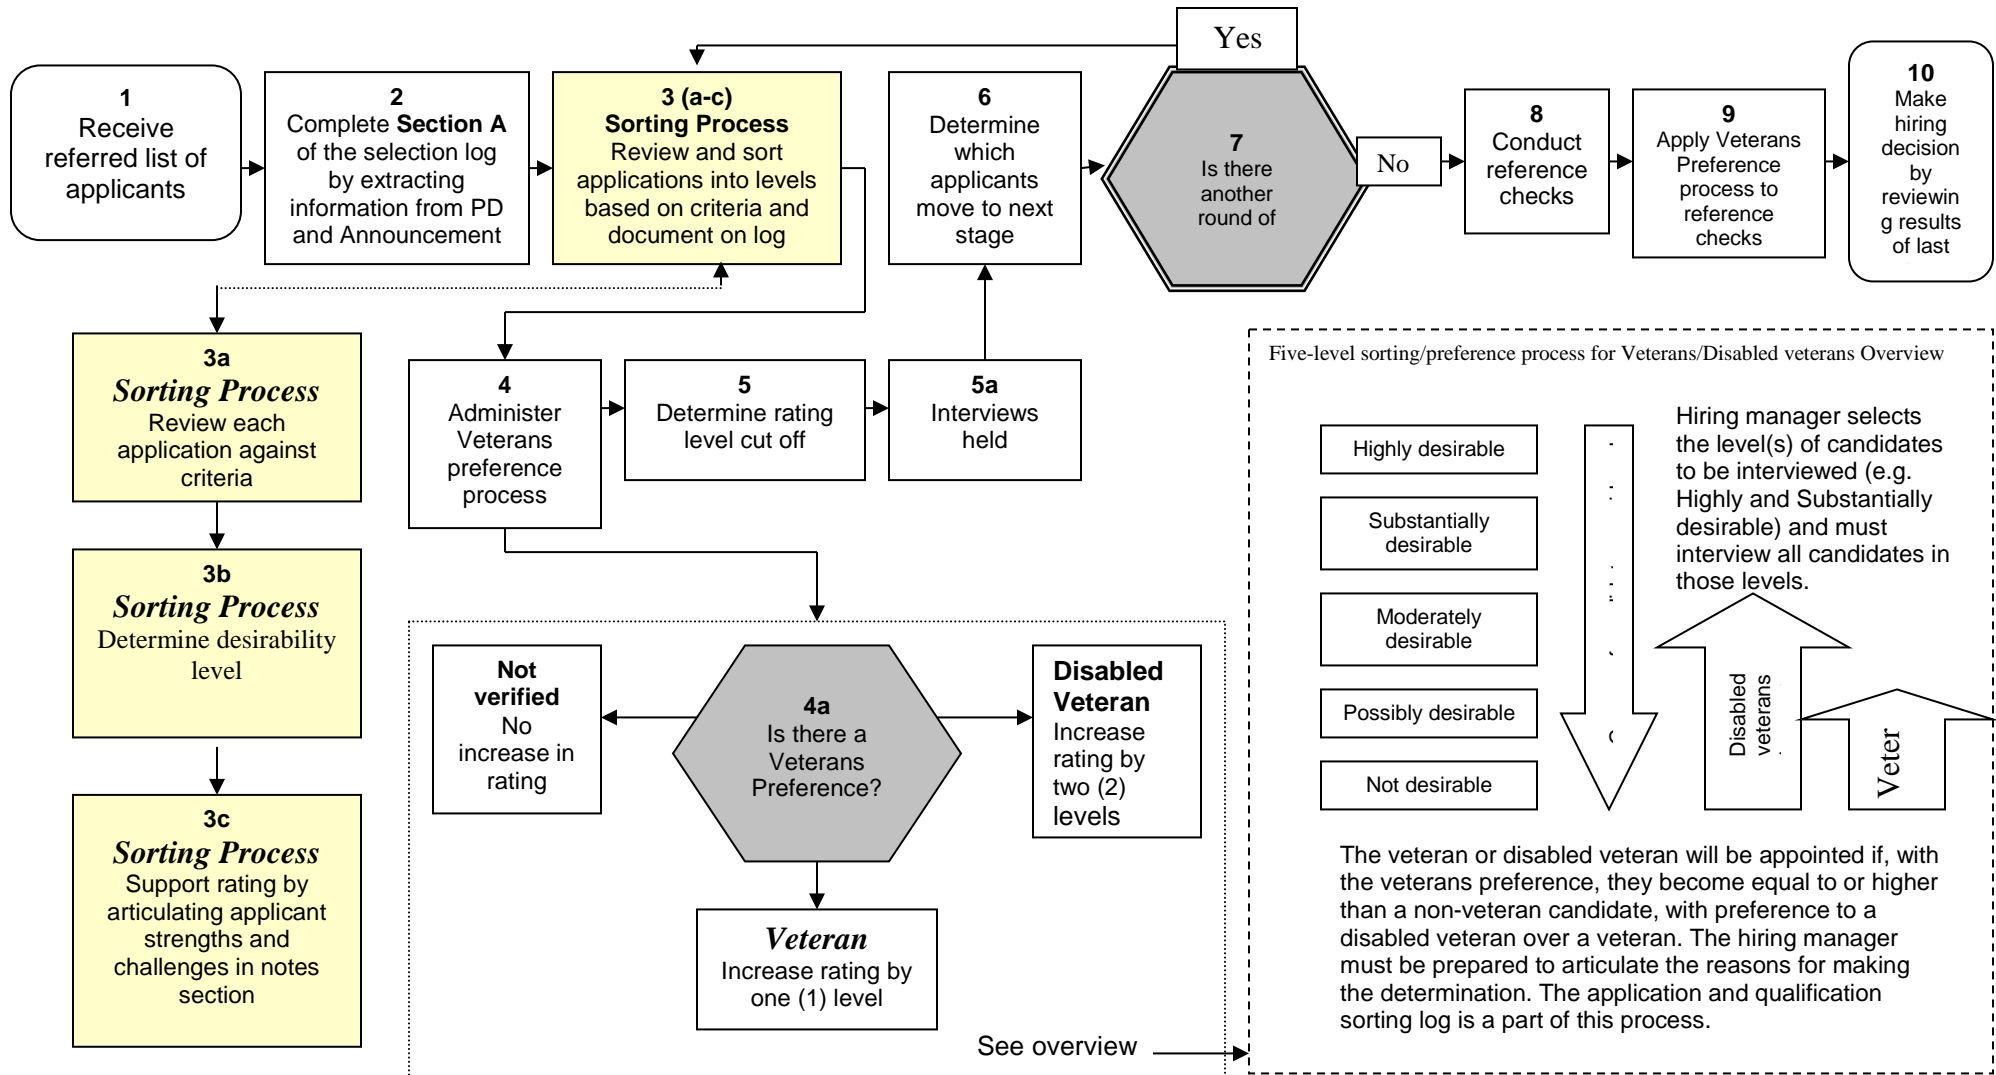 Yes
1
Receive
referred list of
applicants
2
Complete Section A
of the selection log
by extracting
information from PD
and Announcement
3 (a-c)
Sorting Process
Review and sort
applications into levels
based on criteria and
document on log
6
Determine
which
applicants
move to next
stage
7
Is there
another
round of
No
8
Conduct
reference
checks
9
Apply Veterans
Preference
process to
reference
checks
10
Make
hiring
decision
by
reviewin
g results
of last
3a
Sorting Process
Review each
application against
criteria
3b
Sorting Process
Determine desirability
level
3c
Sorting Process
Support rating by
articulating applicant
strengths and
challenges in notes
section
4
Administer
Veterans
preference
process
5
Determine rating
level cut off
5a
Interviews
held
Not
verified
No
increase in
rating
4a
Is there a
Veterans
Preference?
Disabled
Veteran
Increase
rating by
two (2)
levels
Veteran
Increase rating by
one (1) level
See overview
Five-level sorting/preference process for Veterans/Disabled veterans Overview
Highly desirable
Substantially
desirable
Moderately
desirable
Possibly desirable
Not desirable
Hiring manager selects
the level(s) of candidates
to be interviewed (e.g.
Highly and Substantially
desirable) and must
interview all candidates in
those levels.
Disabled
veterans
Veter
The veteran or disabled veteran will be appointed if, with
the veterans preference, they become equal to or higher
than a non-veteran candidate, with preference to a
disabled veteran over a veteran. The hiring manager
must be prepared to articulate the reasons for making
the determination. The application and qualification
sorting log is a part of this process.